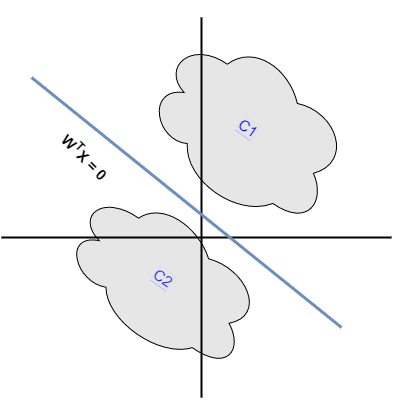 C1
WᵀX = 0
C2